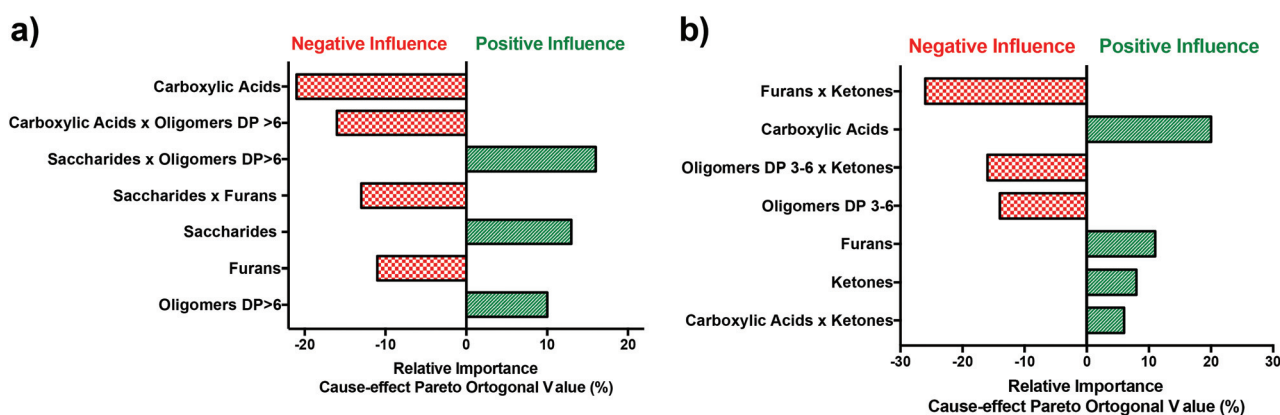 a)
Negative Influence Positive Influence
Carboxylic Acids
Carboxylic Acids x Oligomers DP >6
Saccharides x Oligomers DP>6
Saccharides x Furans
Saccharides
Furans
Oligomers DP>6
-20 -10 0 10 20
Relative Importance
Cause-effect Pareto Ortogonal Value (%)
b)
Negative Influence Positive Influence
Furans x Ketones
Carboxylic Acids
Oligomers DP 3-6 x Ketones
Oligomers DP 3-6
Furans
Ketones
Carboxylic Acids x Ketones
-30 -20 -10 0 10 20 30
Relative Importance
Cause-effect Pareto Ortogonal Value (%)